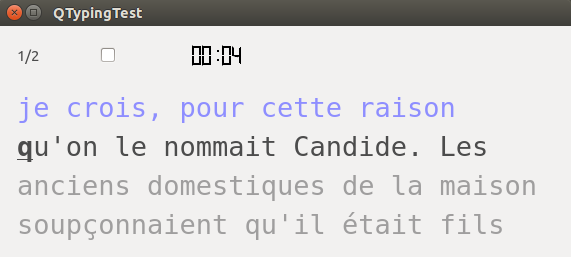 QTypingTest
1/2 00:04
je crois, pour cette raison
qu'on le nommait Candide. Les
anciens domestiques de la maison
soupçonnaient qu'il était fils